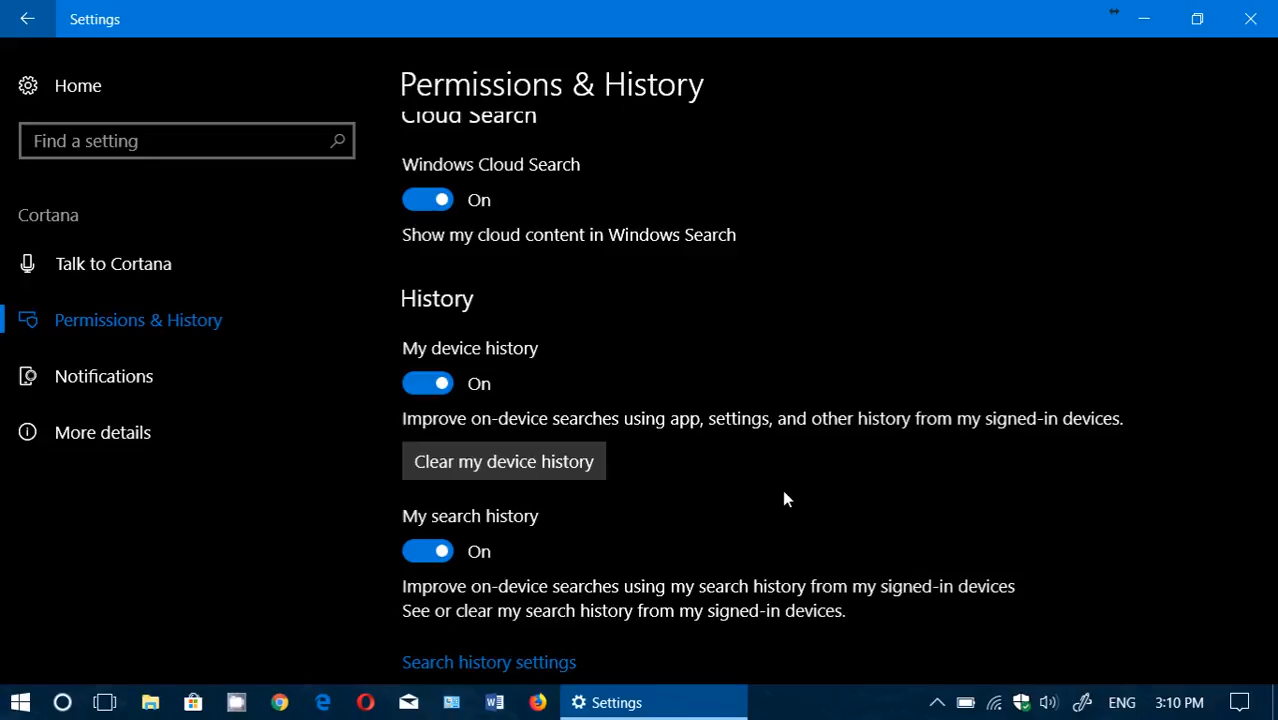 Settings
Home
Find a setting
Cortana
Talk to Cortana
Permissions & History
Notifications
More details
Permissions & History
Cloud Search
Windows Cloud Search
On
Show my cloud content in Windows Search
History
My device history
On
Improve on-device searches using app, settings, and other history from my signed-in devices.
Clear my device history
My search history
On
Improve on-device searches using my search history from my signed-in devices
See or clear my search history from my signed-in devices.
Search history settings
Settings
ENG
3:10 PM